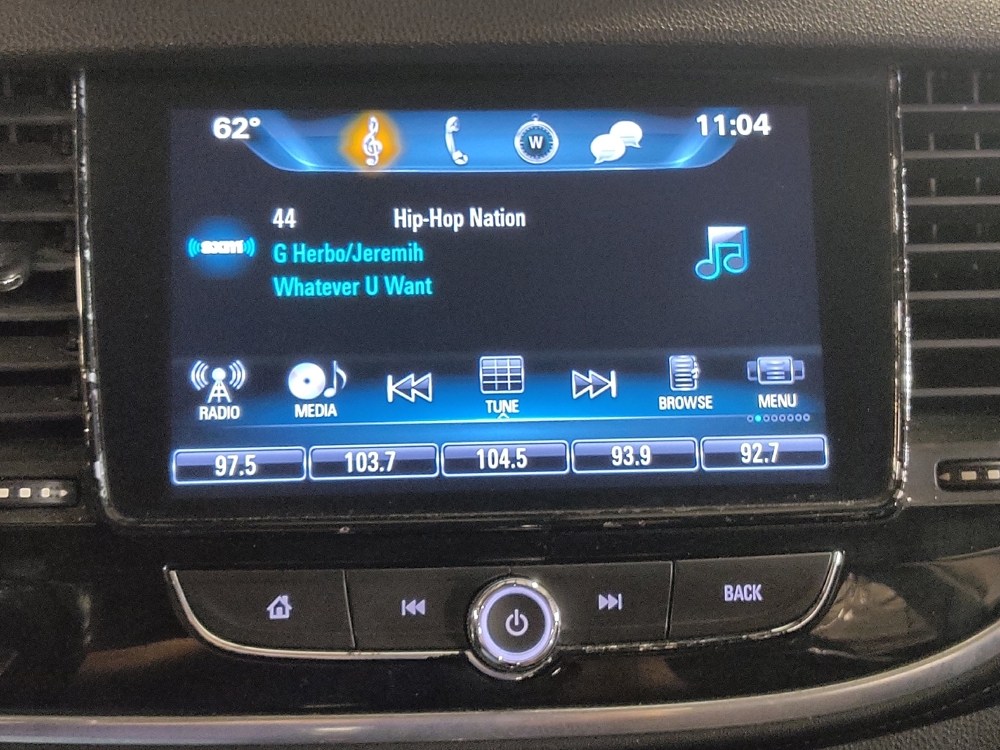 62°
W
11:04
44 Hip-Hop Nation
((SXM))
G Herbo/Jeremih
Whatever U Want
RADIO
MEDIA
TUNE
BROWSE
MENU
97.5
103.7
104.5
93.9
92.7
BACK